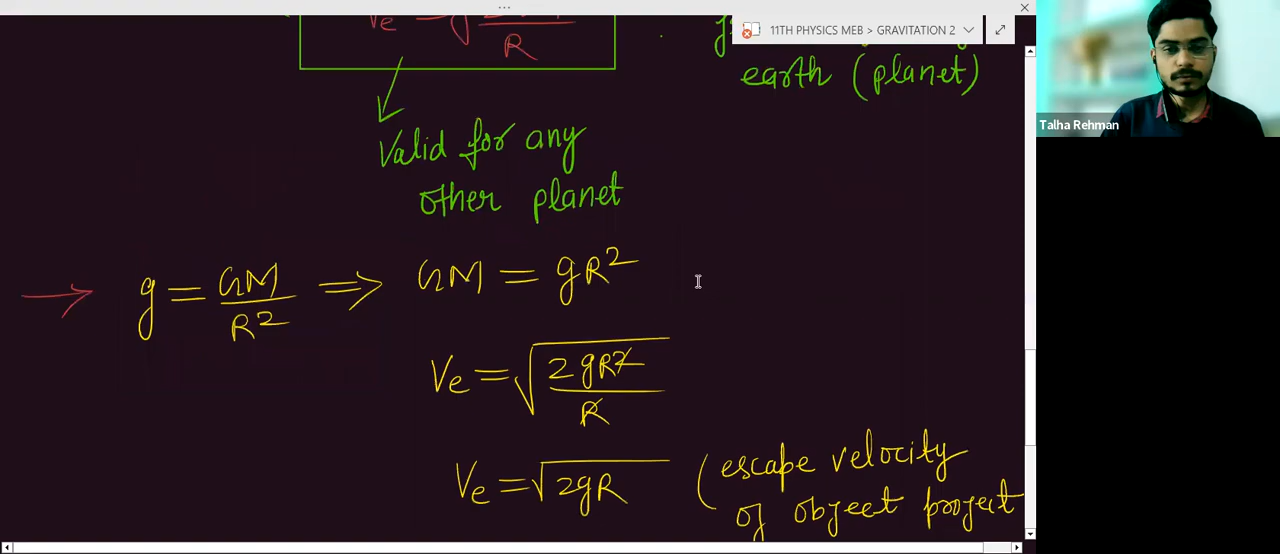 ...
11TH PHYSICS MEB > GRAVITATION 2
Ve =
R
earth (planet)
Talha Rehman
Valid for any
other planet
→ g = GM/R² ⇒ GM = gR²
Ve = √(2gR²/R)
Ve = √2gR (escape velocity
of object project